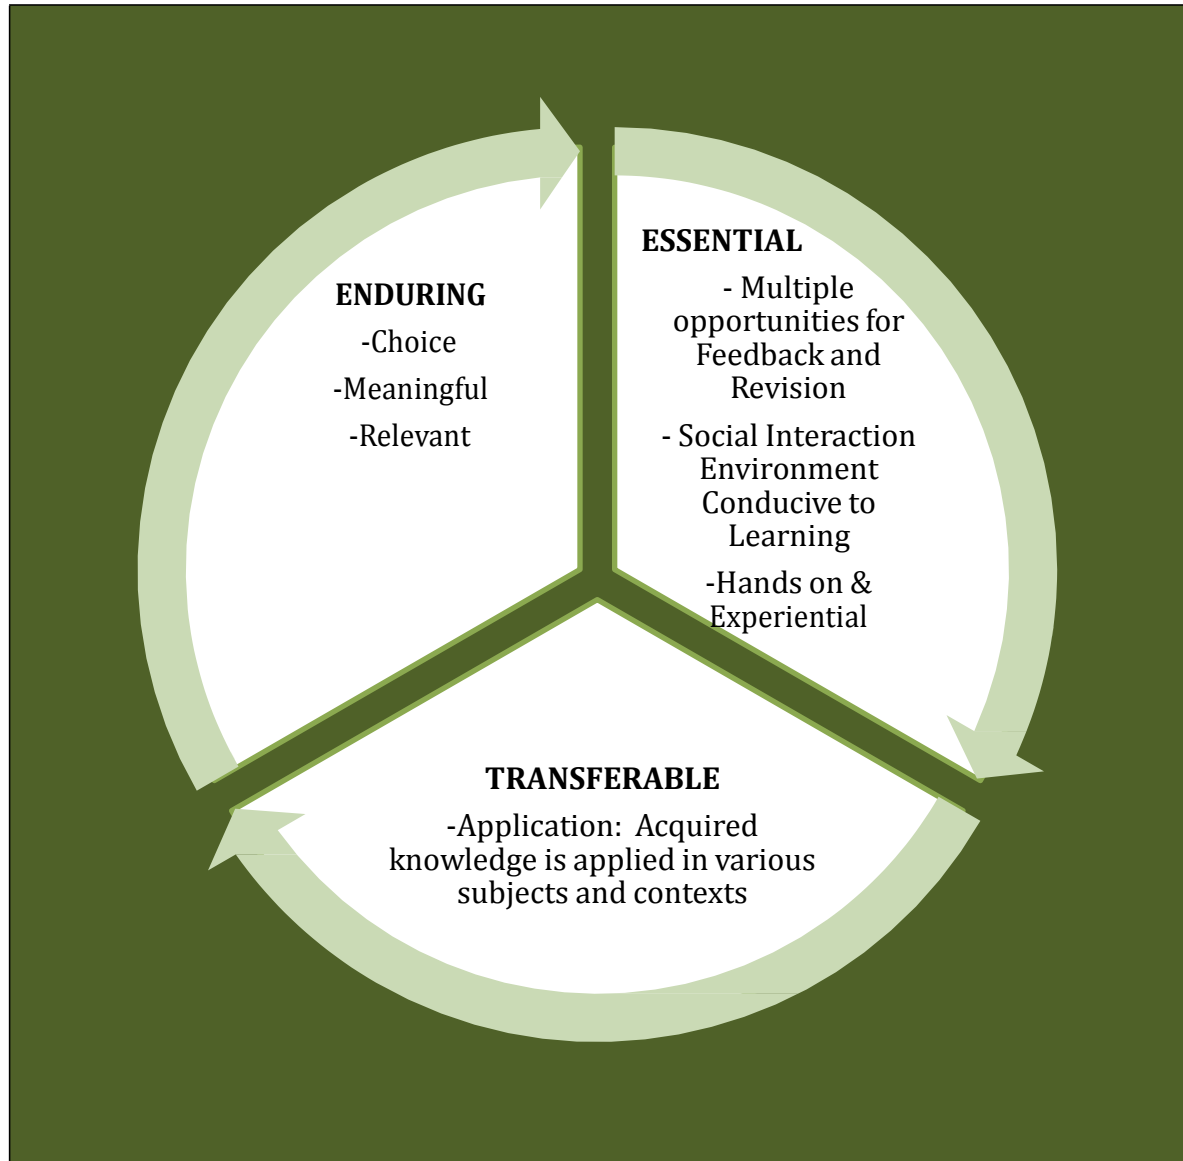 ENDURING
-Choice
-Meaningful
-Relevant
ESSENTIAL
- Multiple
opportunities for
Feedback and
Revision
- Social Interaction
Environment
Conducive to
Learning
-Hands on &
Experiential
TRANSFERABLE
-Application:  Acquired
knowledge is applied in various
subjects and contexts